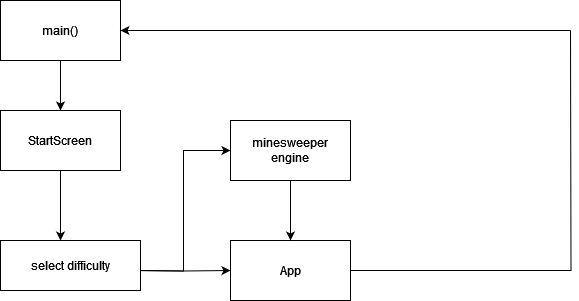 main()
StartScreen
minesweeper
engine
select difficulty
App